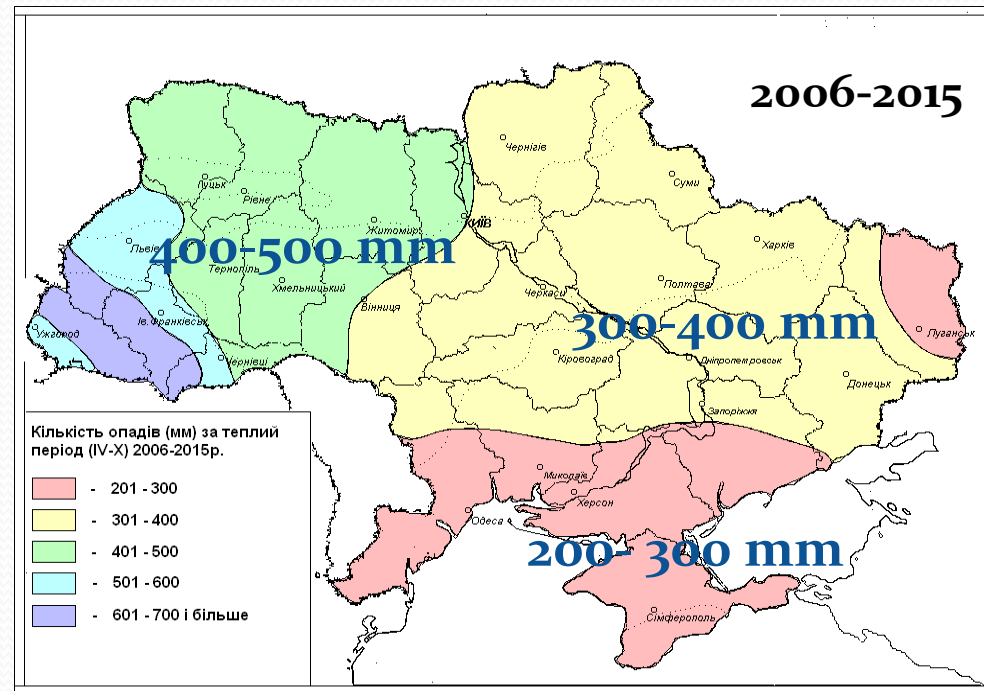 2006-2015
Чернігів
Суми
Луцьк
Рівне
Київ
Житомир
Львів
400-500 mm
Харків
Тернопіль
Хмельницький
Полтава
Черкаси
Вінниця
Ужгород
Ів.Франківськ
300-400 mm
Луганськ
Чернівці
Кіровоград
Дніпропетровськ
Донецьк
Запоріжжя
Кількість опадів (мм) за теплий
період (IV-X) 2006-2015р.
- 201 - 300
- 301 - 400
- 401 - 500
- 501 - 600
- 601 - 700 і більше
Миколаїв
Херсон
Одеса
200- 300 mm
Сімферополь